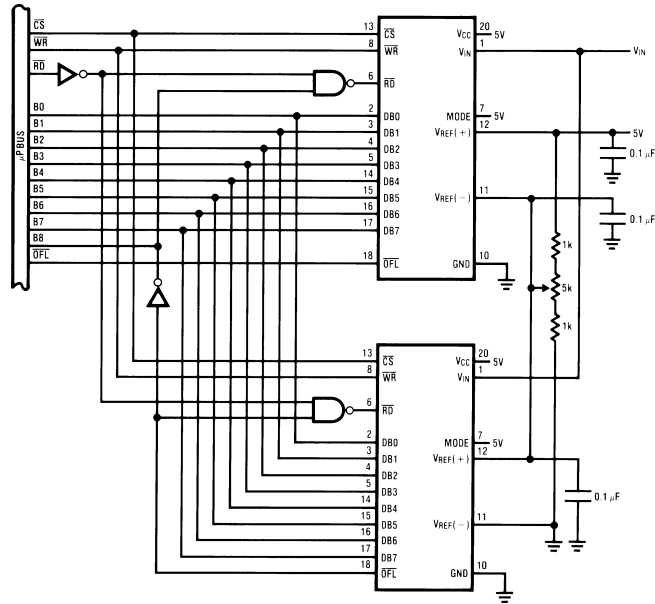 μP BUS
CS
WR
RD
B0
B1
B2
B3
B4
B5
B6
B7
B8
OFL
13 CS
8 WR
6 RD
2 DB0
3 DB1
4 DB2
5 DB3
14 DB4
15 DB5
16 DB6
17 DB7
18 OFL
VCC 20 5V
VIN 1
VIN
MODE 7 5V
VREF(+) 12
5V
0.1 μF
VREF(−) 11
0.1 μF
GND 10
1k
5k
1k
13 CS
8 WR
6 RD
2 DB0
3 DB1
4 DB2
5 DB3
14 DB4
15 DB5
16 DB6
17 DB7
18 OFL
VCC 20 5V
VIN 1
MODE 7 5V
VREF(+) 12
0.1 μF
VREF(−) 11
GND 10